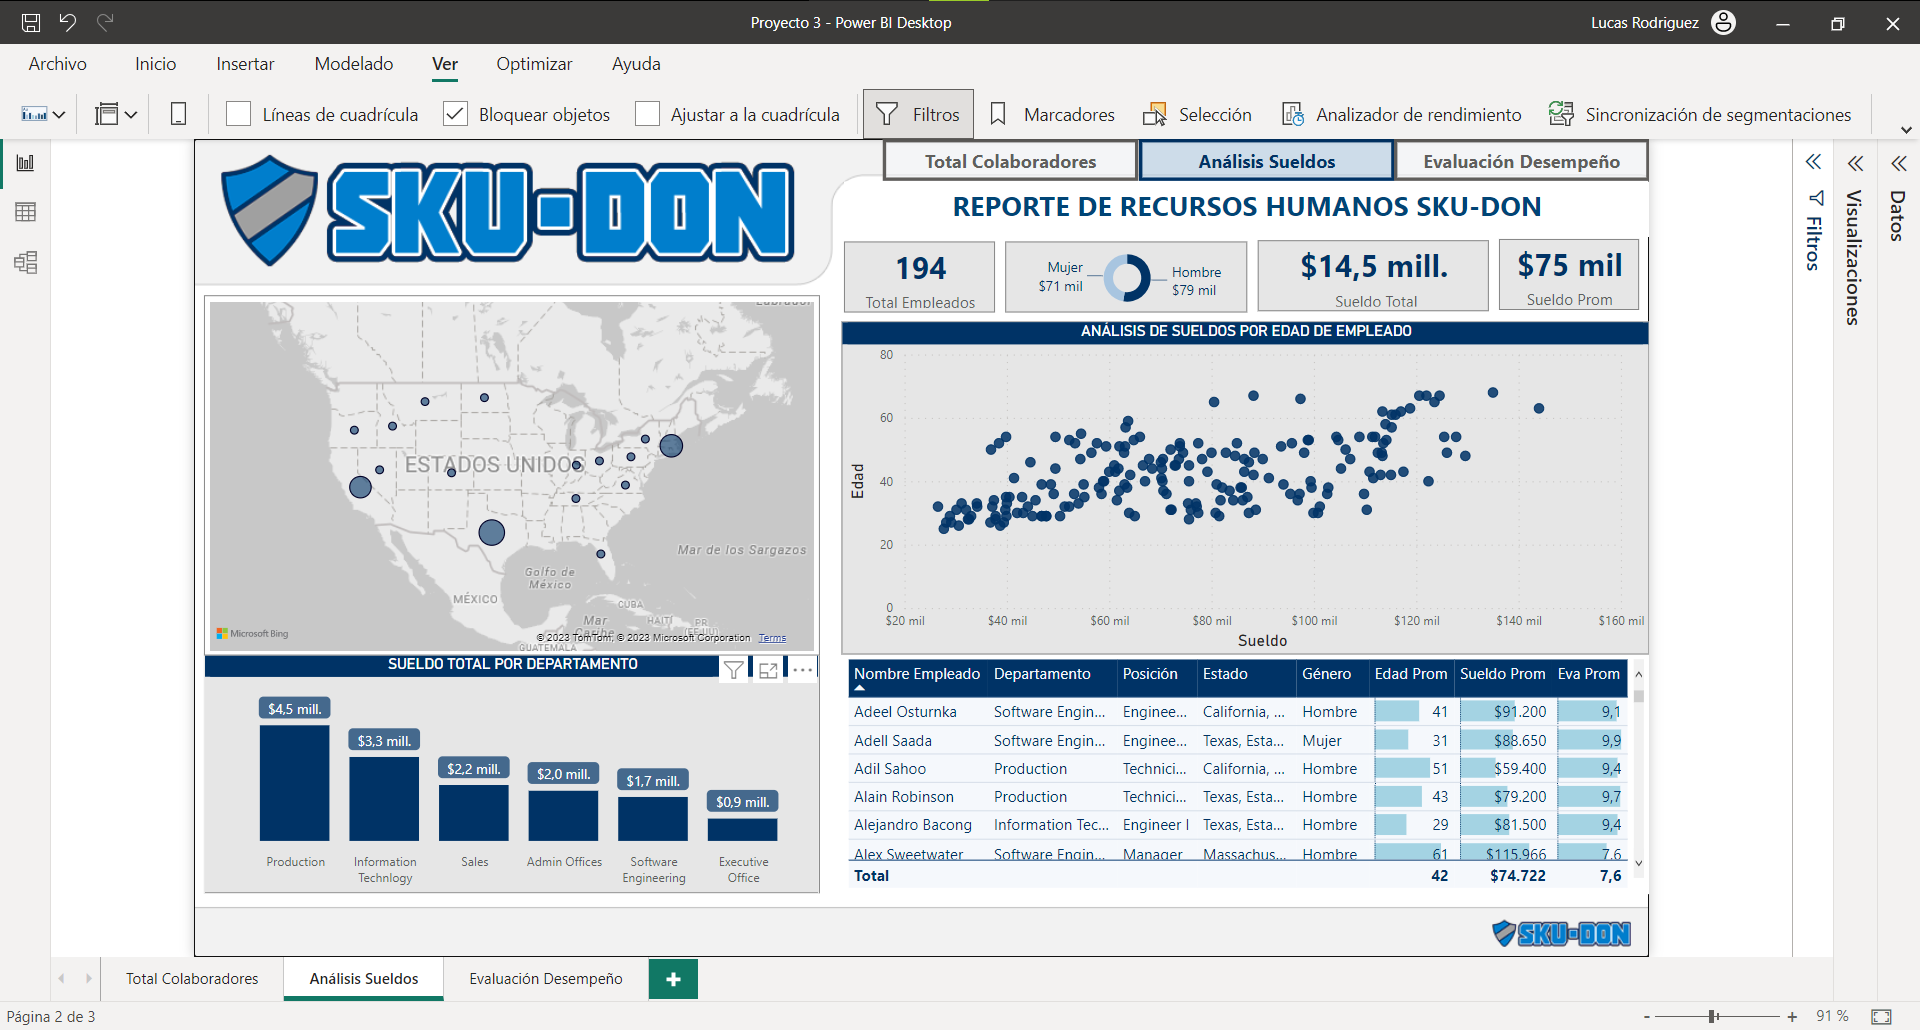 Proyecto 3 - Power BI Desktop
Lucas Rodriguez
Archivo
Inicio
Insertar
Modelado
Ver
Optimizar
Ayuda
Líneas de cuadrícula
Bloquear objetos
Ajustar a la cuadrícula
Filtros
Marcadores
Selección
Analizador de rendimiento
Sincronización de segmentaciones
SKU-DON
Total Colaboradores
Análisis Sueldos
Evaluación Desempeño
REPORTE DE RECURSOS HUMANOS SKU-DON
194
Total Empleados
Mujer
$71 mil
Hombre
$79 mil
$14,5 mill.
Sueldo Total
$75 mil
Sueldo Prom
Filtros
Visualizaciones
Datos
Labrador
ESTADOS UNIDOS
Mar de los Sargazos
Golfo de
México
MÉXICO
CUBA
HAITÍ
PR
(EE.UU.)
Mar
Caribe
GUATEMALA
Microsoft Bing
© 2023 TomTom, © 2023 Microsoft Corporation Terms
ANÁLISIS DE SUELDOS POR EDAD DE EMPLEADO
80
60
40
20
0
Edad
$20 mil
$40 mil
$60 mil
$80 mil
$100 mil
$120 mil
$140 mil
$160 mil
Sueldo
SUELDO TOTAL POR DEPARTAMENTO
$4,5 mill.
$3,3 mill.
$2,2 mill.
$2,0 mill.
$1,7 mill.
$0,9 mill.
Production
Information
Technlogy
Sales
Admin Offices
Software
Engineering
Executive
Office
Nombre Empleado Departamento Posición Estado Género Edad Prom Sueldo Prom Eva Prom
Adeel Osturnka Software Engin... Enginee... California, ... Hombre 41 $91.200 9,1
Adell Saada Software Engin... Enginee... Texas, Esta... Mujer 31 $88.650 9,9
Adil Sahoo Production Technici... California, ... Hombre 51 $59.400 9,4
Alain Robinson Production Technici... Texas, Esta... Hombre 43 $79.200 9,7
Alejandro Bacong Information Tec... Engineer I Texas, Esta... Hombre 29 $81.500 9,4
Alex Sweetwater Software Engin... Manager Massachus... Hombre 61 $115.966 7,6
Total 42 $74.722 7,6
SKU-DON
Total Colaboradores
Análisis Sueldos
Evaluación Desempeño
Página 2 de 3
91 %